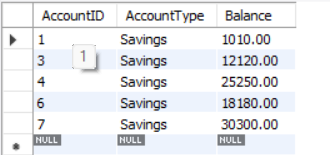 AccountID AccountType Balance
1 Savings 1010.00
3 Savings 12120.00
1
4 Savings 25250.00
6 Savings 18180.00
7 Savings 30300.00
NULL NULL NULL